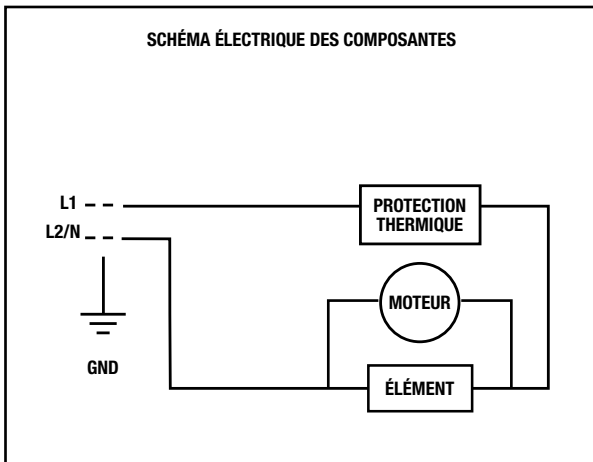 SCHÉMA ÉLECTRIQUE DES COMPOSANTES
L1
PROTECTION
THERMIQUE
L2/N
MOTEUR
GND
ÉLÉMENT